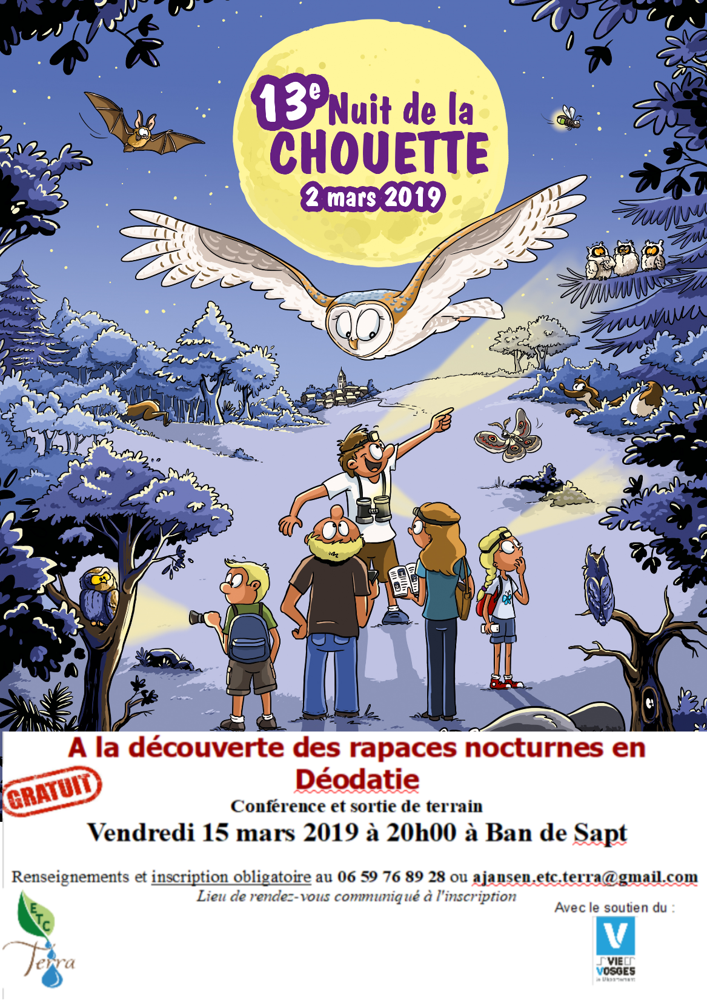 13e Nuit de la
CHOUETTE
2 mars 2019
A la découverte des rapaces nocturnes en
Déodatie
GRATUIT
Conférence et sortie de terrain
Vendredi 15 mars 2019 à 20h00 à Ban de Sapt
Renseignements et inscription obligatoire au 06 59 76 89 28 ou ajansen.etc.terra@gmail.com
Lieu de rendez-vous communiqué à l'inscription
ETC
Terra
Avec le soutien du :
V
VIE
VOSGES
le Département